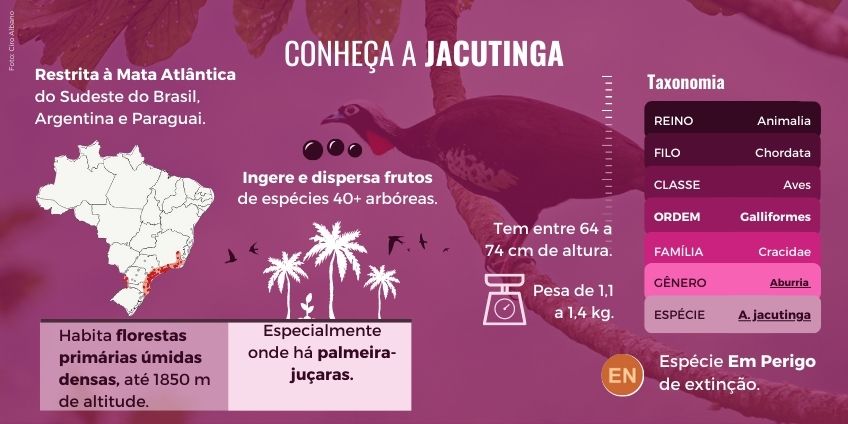 Foto: Ciro Albano
CONHEÇA A JACUTINGA
Restrita à Mata Atlântica
do Sudeste do Brasil,
Argentina e Paraguai.
Ingere e dispersa frutos
de espécies 40+ arbóreas.
Habita florestas
primárias úmidas
densas, até 1850 m
de altitude.
Especialmente
onde há palmeira-
juçaras.
Tem entre 64 a
74 cm de altura.
Pesa de 1,1
a 1,4 kg.
Taxonomia
REINO Animalia
FILO Chordata
CLASSE Aves
ORDEM Galliformes
FAMÍLIA Cracidae
GÊNERO Aburria
ESPÉCIE A. jacutinga
EN
Espécie Em Perigo
de extinção.